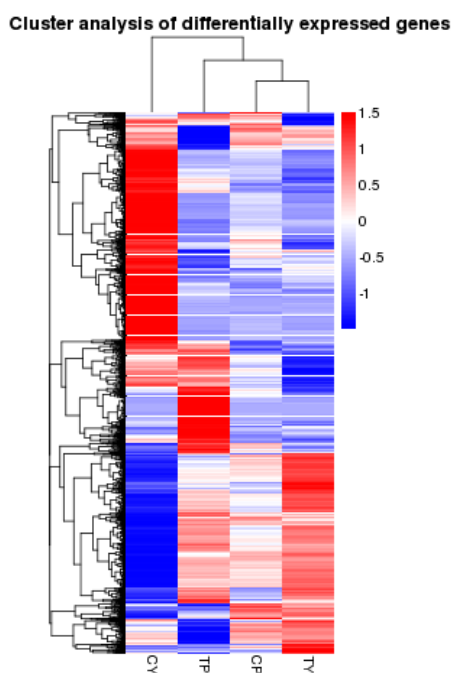 Cluster analysis of differentially expressed genes
1.5
1
0.5
0
-0.5
-1
CY
TP
CP
TY